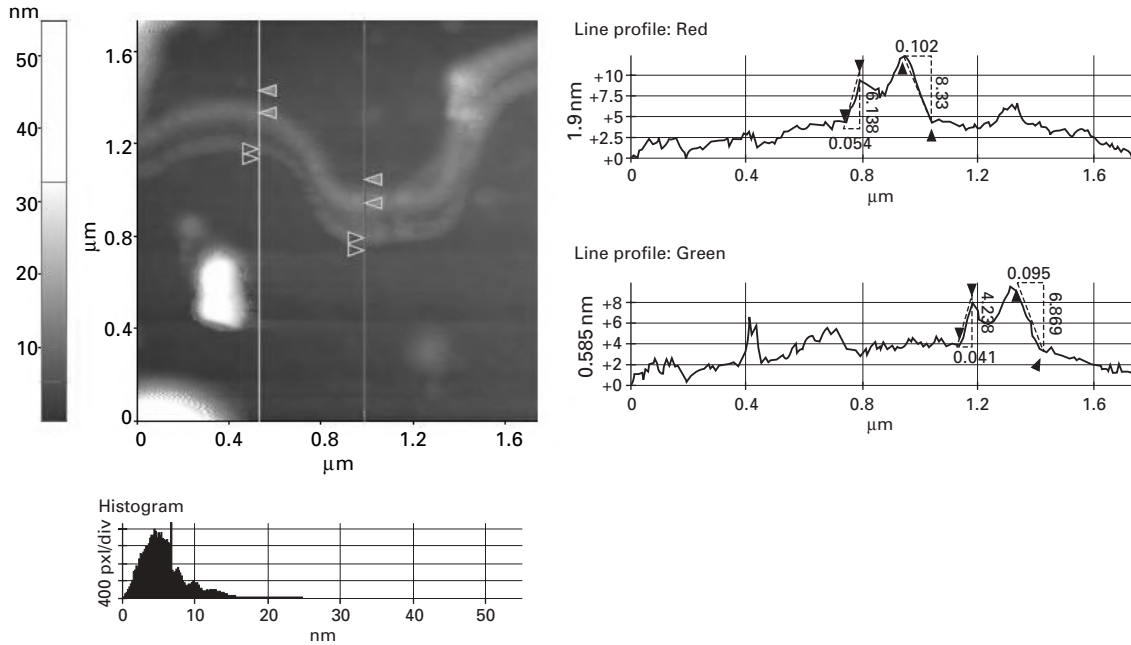 nm
50
40
30
20
10
1.6
1.2
μm
0.8
0.4
0
0 0.4 0.8 1.2 1.6
μm
Line profile: Red
0.102
8.33
6.138
0.054
1.9 nm
+10
+7.5
+5
+2.5
+0
0 0.4 0.8 1.2 1.6
μm
Line profile: Green
0.095
6.869
4.238
0.041
0.585 nm
+8
+6
+4
+2
+0
0 0.4 0.8 1.2 1.6
μm
Histogram
400 pxl/div
0 10 20 30 40 50
nm